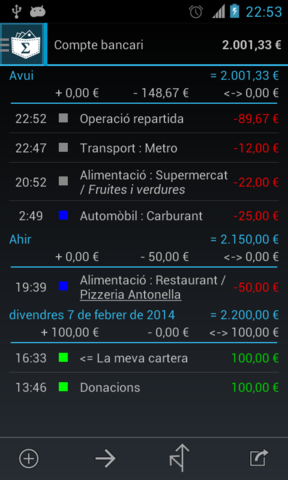 22:53
Σ
Compte bancari 2.001,33 €
Avui = 2.001,33 €
+ 0,00 € - 148,67 € <-> 0,00 €
22:52 Operació repartida -89,67 €
22:47 Transport : Metro -12,00 €
20:52 Alimentació : Supermercat -22,00 €
/ Fruites i verdures
2:49 Automòbil : Carburant -25,00 €
Ahir = 2.150,00 €
+ 0,00 € - 50,00 € <-> 0,00 €
19:39 Alimentació : Restaurant / -50,00 €
Pizzeria Antonella
divendres 7 de febrer de 2014 = 2.200,00 €
+ 100,00 € - 0,00 € <-> 100,00 €
16:33 <= La meva cartera 100,00 €
13:46 Donacions 100,00 €